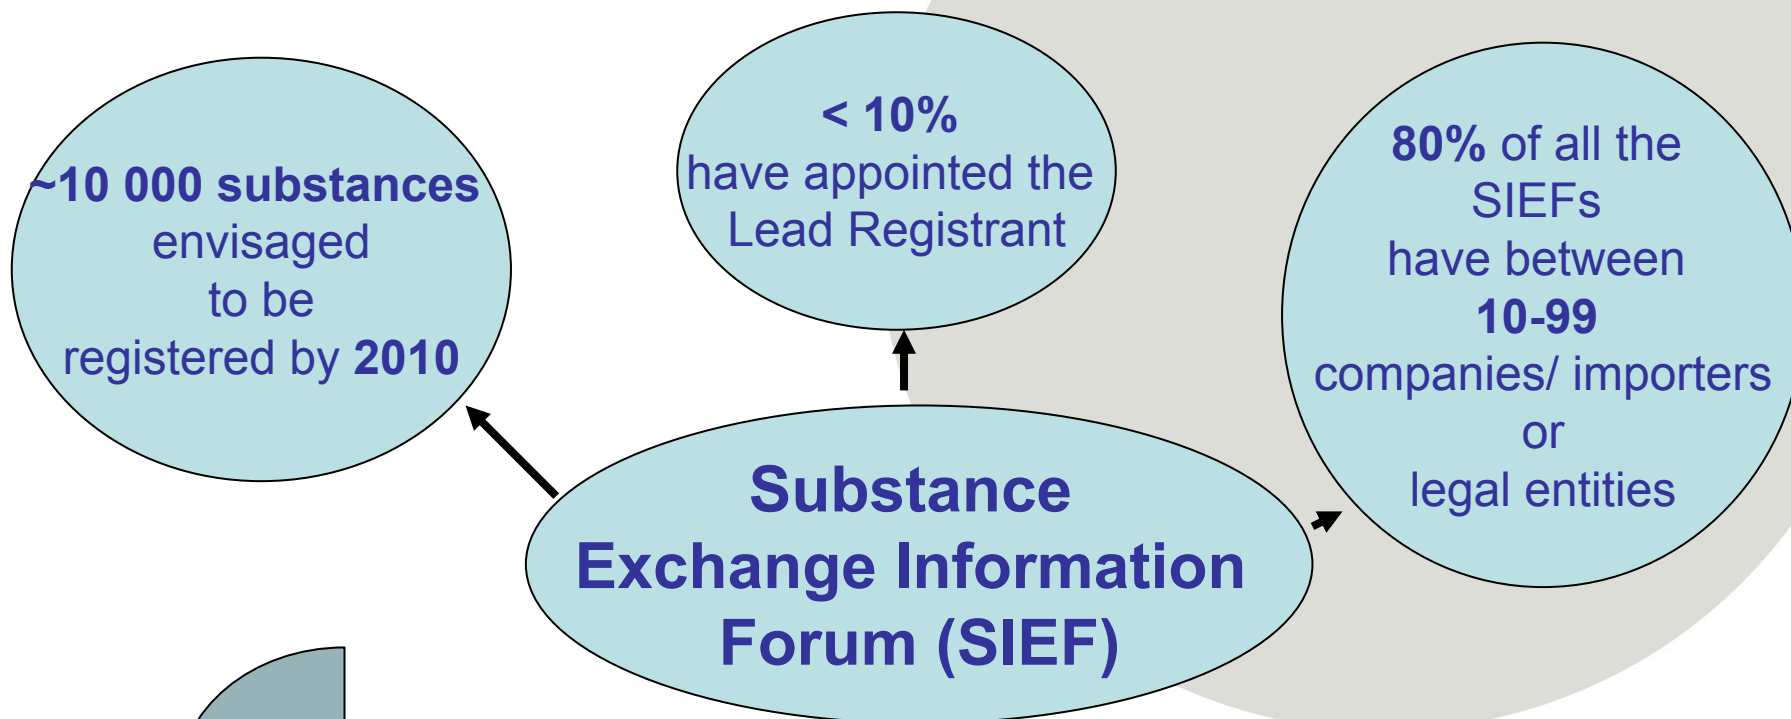 ~10 000 substances
envisaged
to be
registered by 2010
< 10%
have appointed the
Lead Registrant
80% of all the
SIEFs
have between
10-99
companies/ importers
or
legal entities
Substance
Exchange Information
Forum (SIEF)